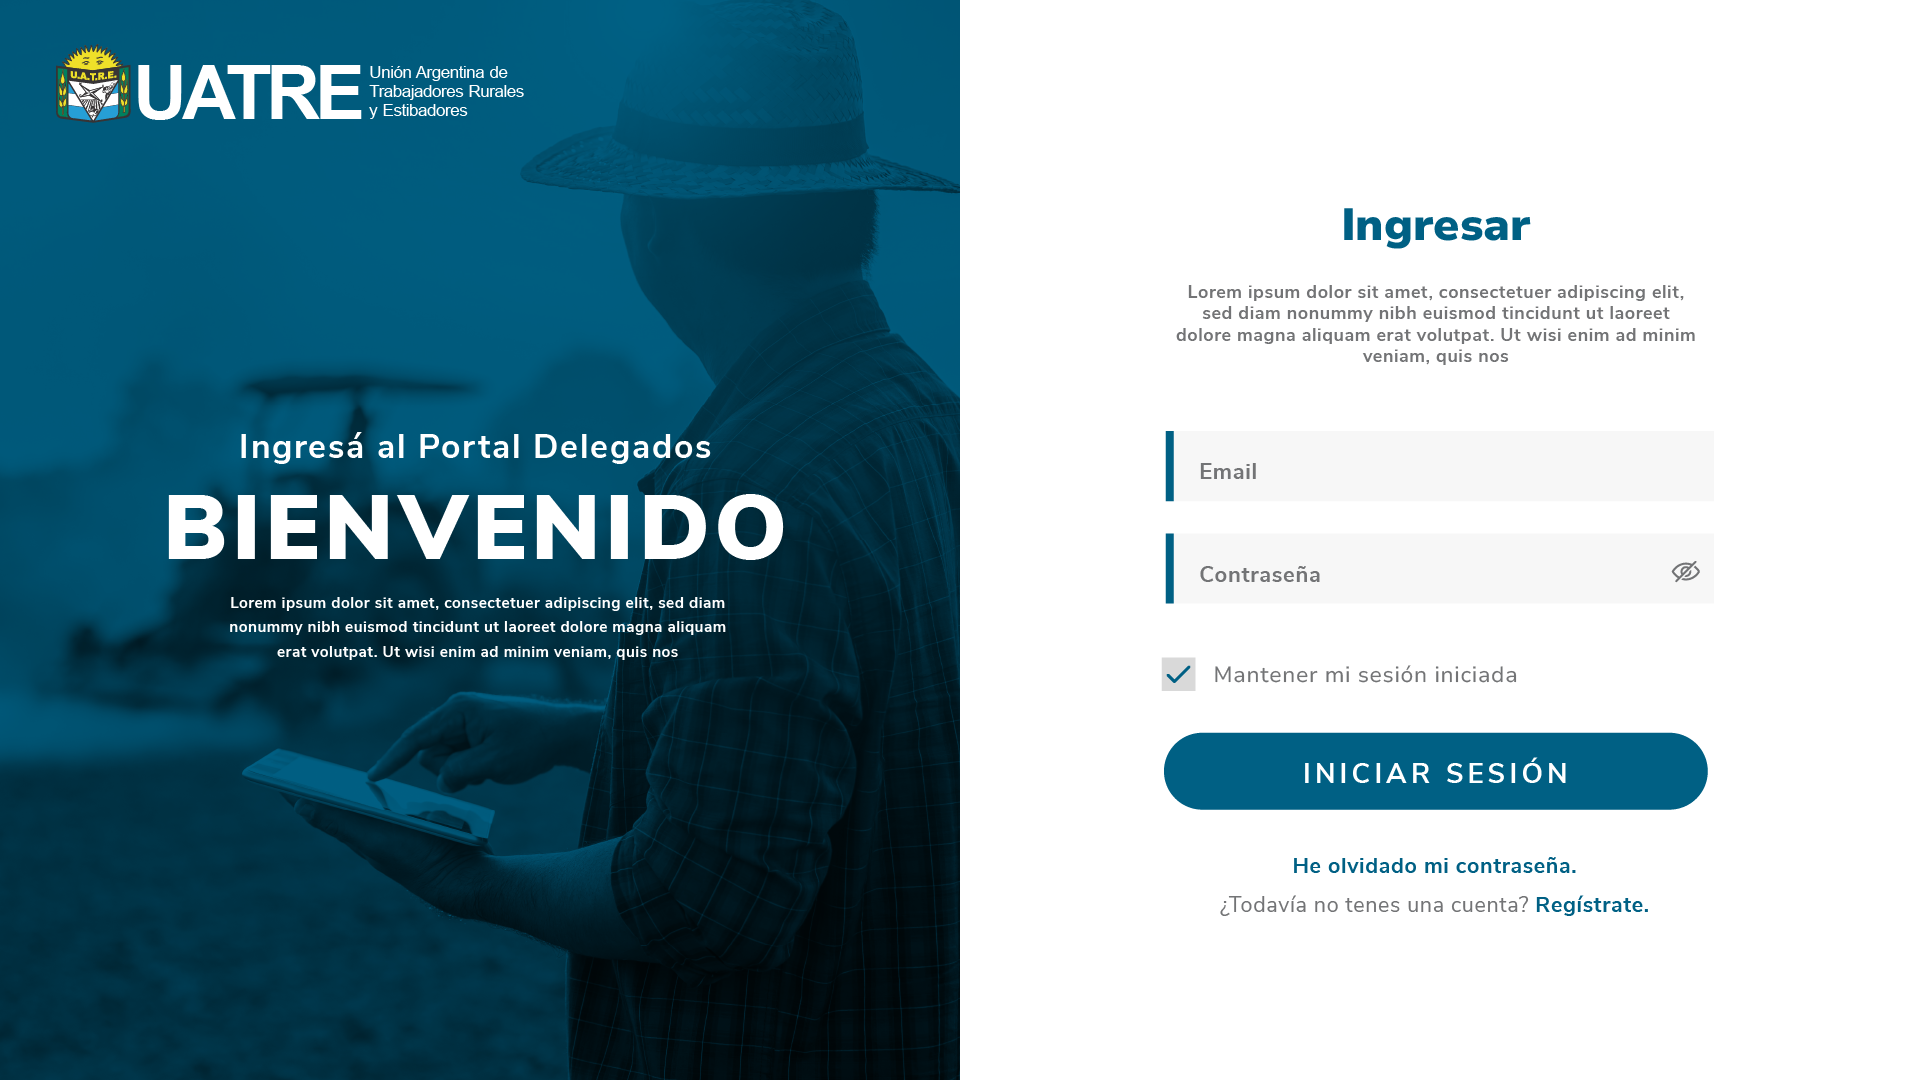 U.A.T.R.E.
UATRE
Unión Argentina de
Trabajadores Rurales
y Estibadores
Ingresá al Portal Delegados
BIENVENIDO
Lorem ipsum dolor sit amet, consectetuer adipiscing elit, sed diam
nonummy nibh euismod tincidunt ut laoreet dolore magna aliquam
erat volutpat. Ut wisi enim ad minim veniam, quis nos
Ingresar
Lorem ipsum dolor sit amet, consectetuer adipiscing elit,
sed diam nonummy nibh euismod tincidunt ut laoreet
dolore magna aliquam erat volutpat. Ut wisi enim ad minim
veniam, quis nos
Email
Contraseña
Mantener mi sesión iniciada
INICIAR SESIÓN
He olvidado mi contraseña.
¿Todavía no tenes una cuenta? Regístrate.